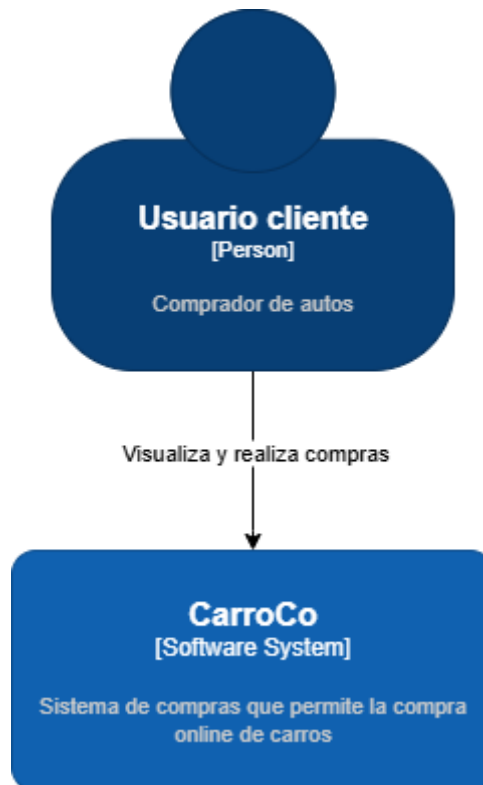 Usuario cliente
[Person]
Comprador de autos
Visualiza y realiza compras
CarroCo
[Software System]
Sistema de compras que permite la compra
online de carros